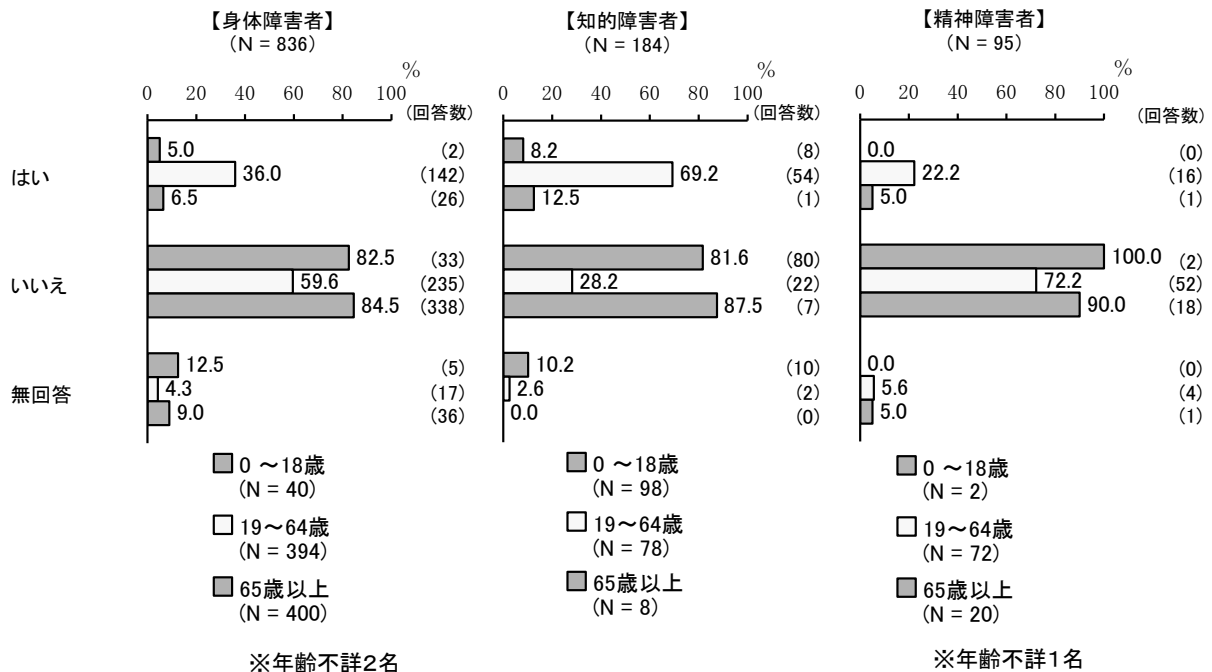 【身体障害者】
（N = 836）
%
0 20 40 60 80 100
(回答数)
【知的障害者】
（N = 184）
%
0 20 40 60 80 100
(回答数)
【精神障害者】
（N = 95）
%
0 20 40 60 80 100
(回答数)
はい
5.0 (2)
36.0 (142)
6.5 (26)
8.2 (8)
69.2 (54)
12.5 (1)
0.0 (0)
22.2 (16)
5.0 (1)
いいえ
82.5 (33)
59.6 (235)
84.5 (338)
81.6 (80)
28.2 (22)
87.5 (7)
100.0 (2)
72.2 (52)
90.0 (18)
無回答
12.5 (5)
4.3 (17)
9.0 (36)
10.2 (10)
2.6 (2)
0.0 (0)
0.0 (0)
5.6 (4)
5.0 (1)
0 ～18歳
（N = 40）
19～64歳
（N = 394）
65歳以上
（N = 400）
※年齢不詳２名
0 ～18歳
（N = 98）
19～64歳
（N = 78）
65歳以上
（N = 8）
0 ～18歳
（N = 2）
19～64歳
（N = 72）
65歳以上
（N = 20）
※年齢不詳１名